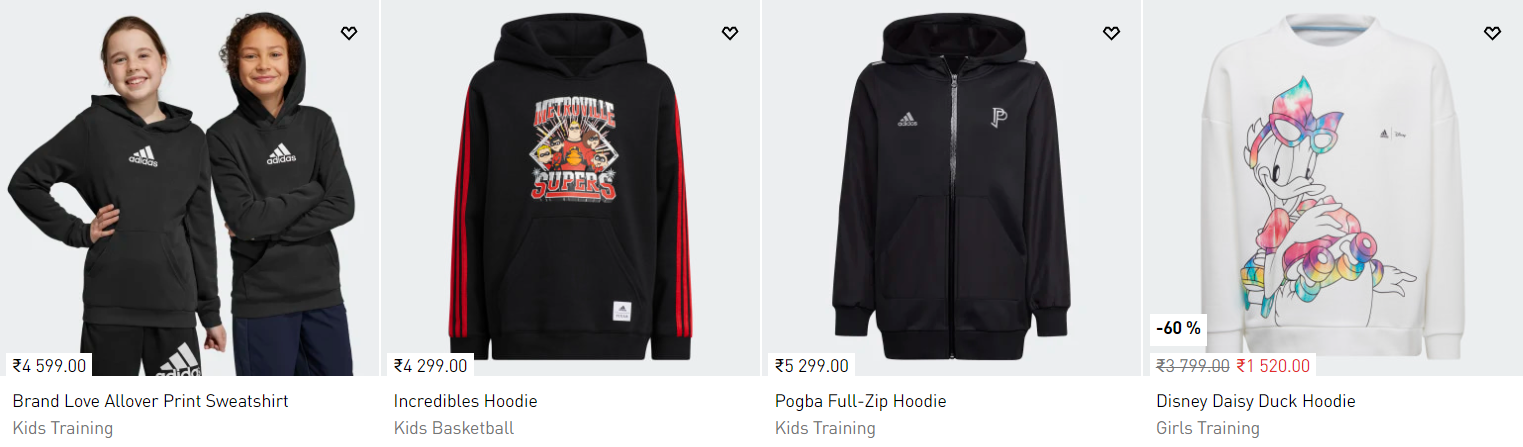 adidas
adidas
adidas
₹4 599.00
Brand Love Allover Print Sweatshirt
Kids Training
METROVILLE
SUPERS
₹4 299.00
Incredibles Hoodie
Kids Basketball
adidas
P
₹5 299.00
Pogba Full-Zip Hoodie
Kids Training
-60 %
₹3 799.00 ₹1 520.00
Disney Daisy Duck Hoodie
Girls Training